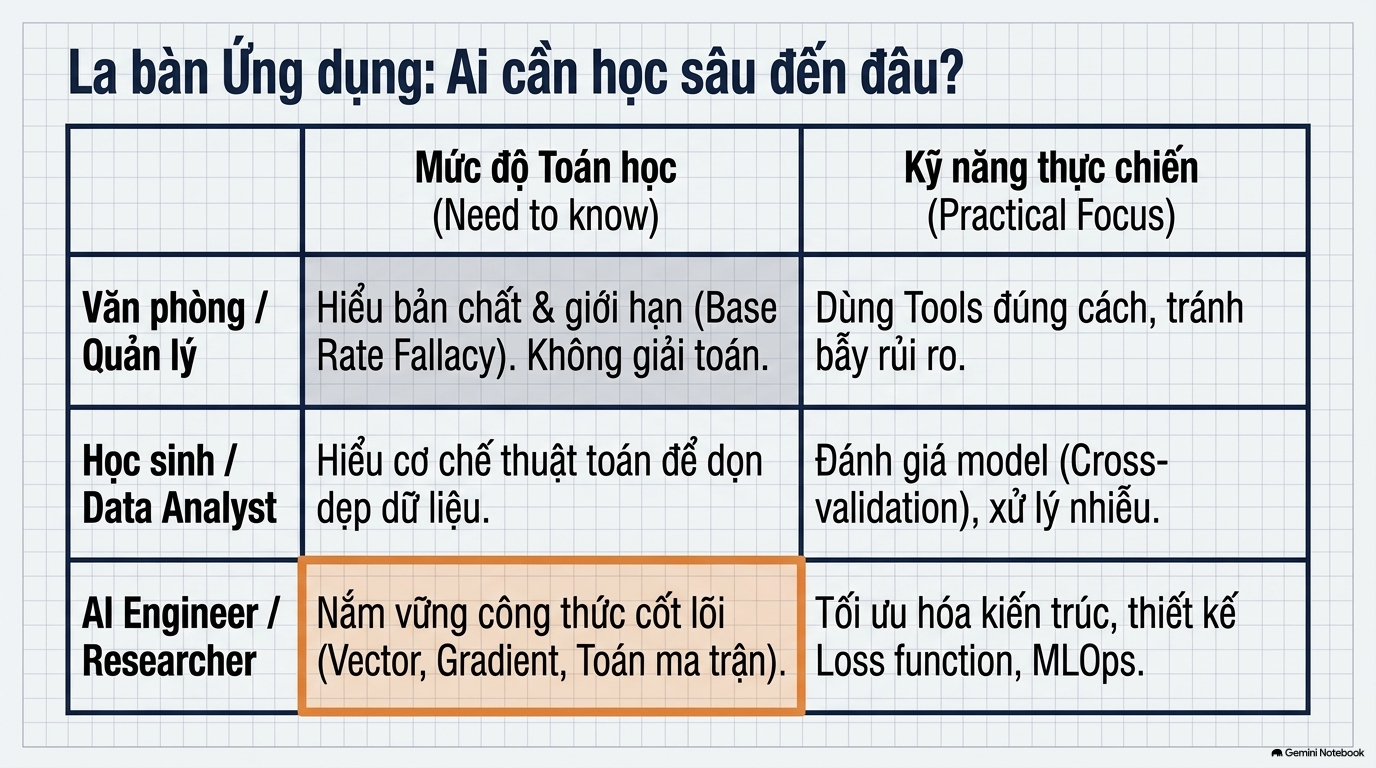 La bàn Ứng dụng: Ai cần học sâu đến đâu?
Mức độ Toán học
(Need to know)
Kỹ năng thực chiến
(Practical Focus)
Văn phòng /
Quản lý
Hiểu bản chất & giới hạn (Base
Rate Fallacy). Không giải toán.
Dùng Tools đúng cách, tránh
bẫy rủi ro.
Học sinh /
Data Analyst
Hiểu cơ chế thuật toán để dọn
dẹp dữ liệu.
Đánh giá model (Cross-
validation), xử lý nhiễu.
AI Engineer /
Researcher
Nắm vững công thức cốt lõi
(Vector, Gradient, Toán ma trận).
Tối ưu hóa kiến trúc, thiết kế
Loss function, MLOps.
Gemini Notebook